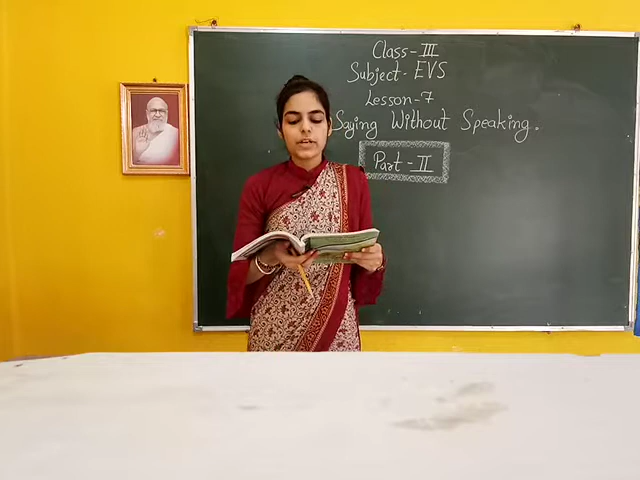 Class-III
Subject- EVS
Lesson-7
Saying Without Speaking.
Part-II